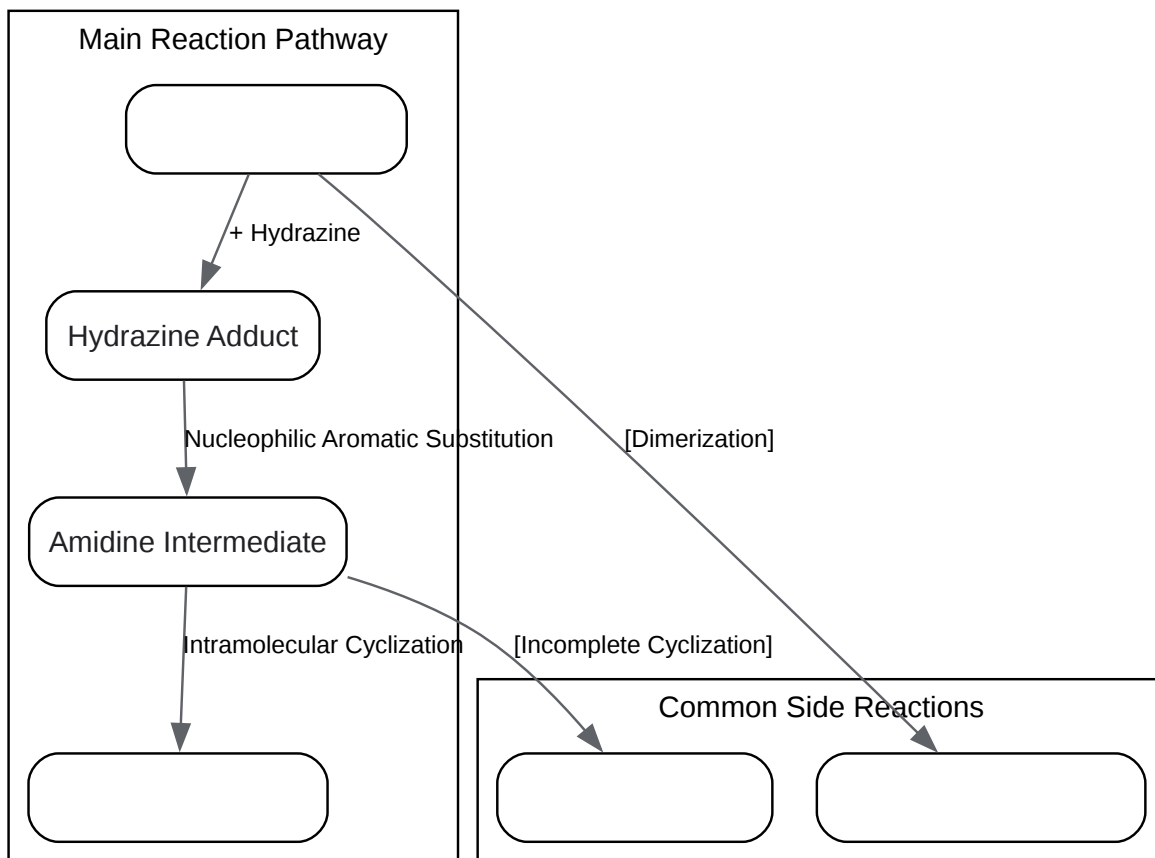 Main Reaction Pathway
+ Hydrazine
Hydrazine Adduct
Nucleophilic Aromatic Substitution
[Dimerization]
Amidine Intermediate
Intramolecular Cyclization
[Incomplete Cyclization]
Common Side Reactions